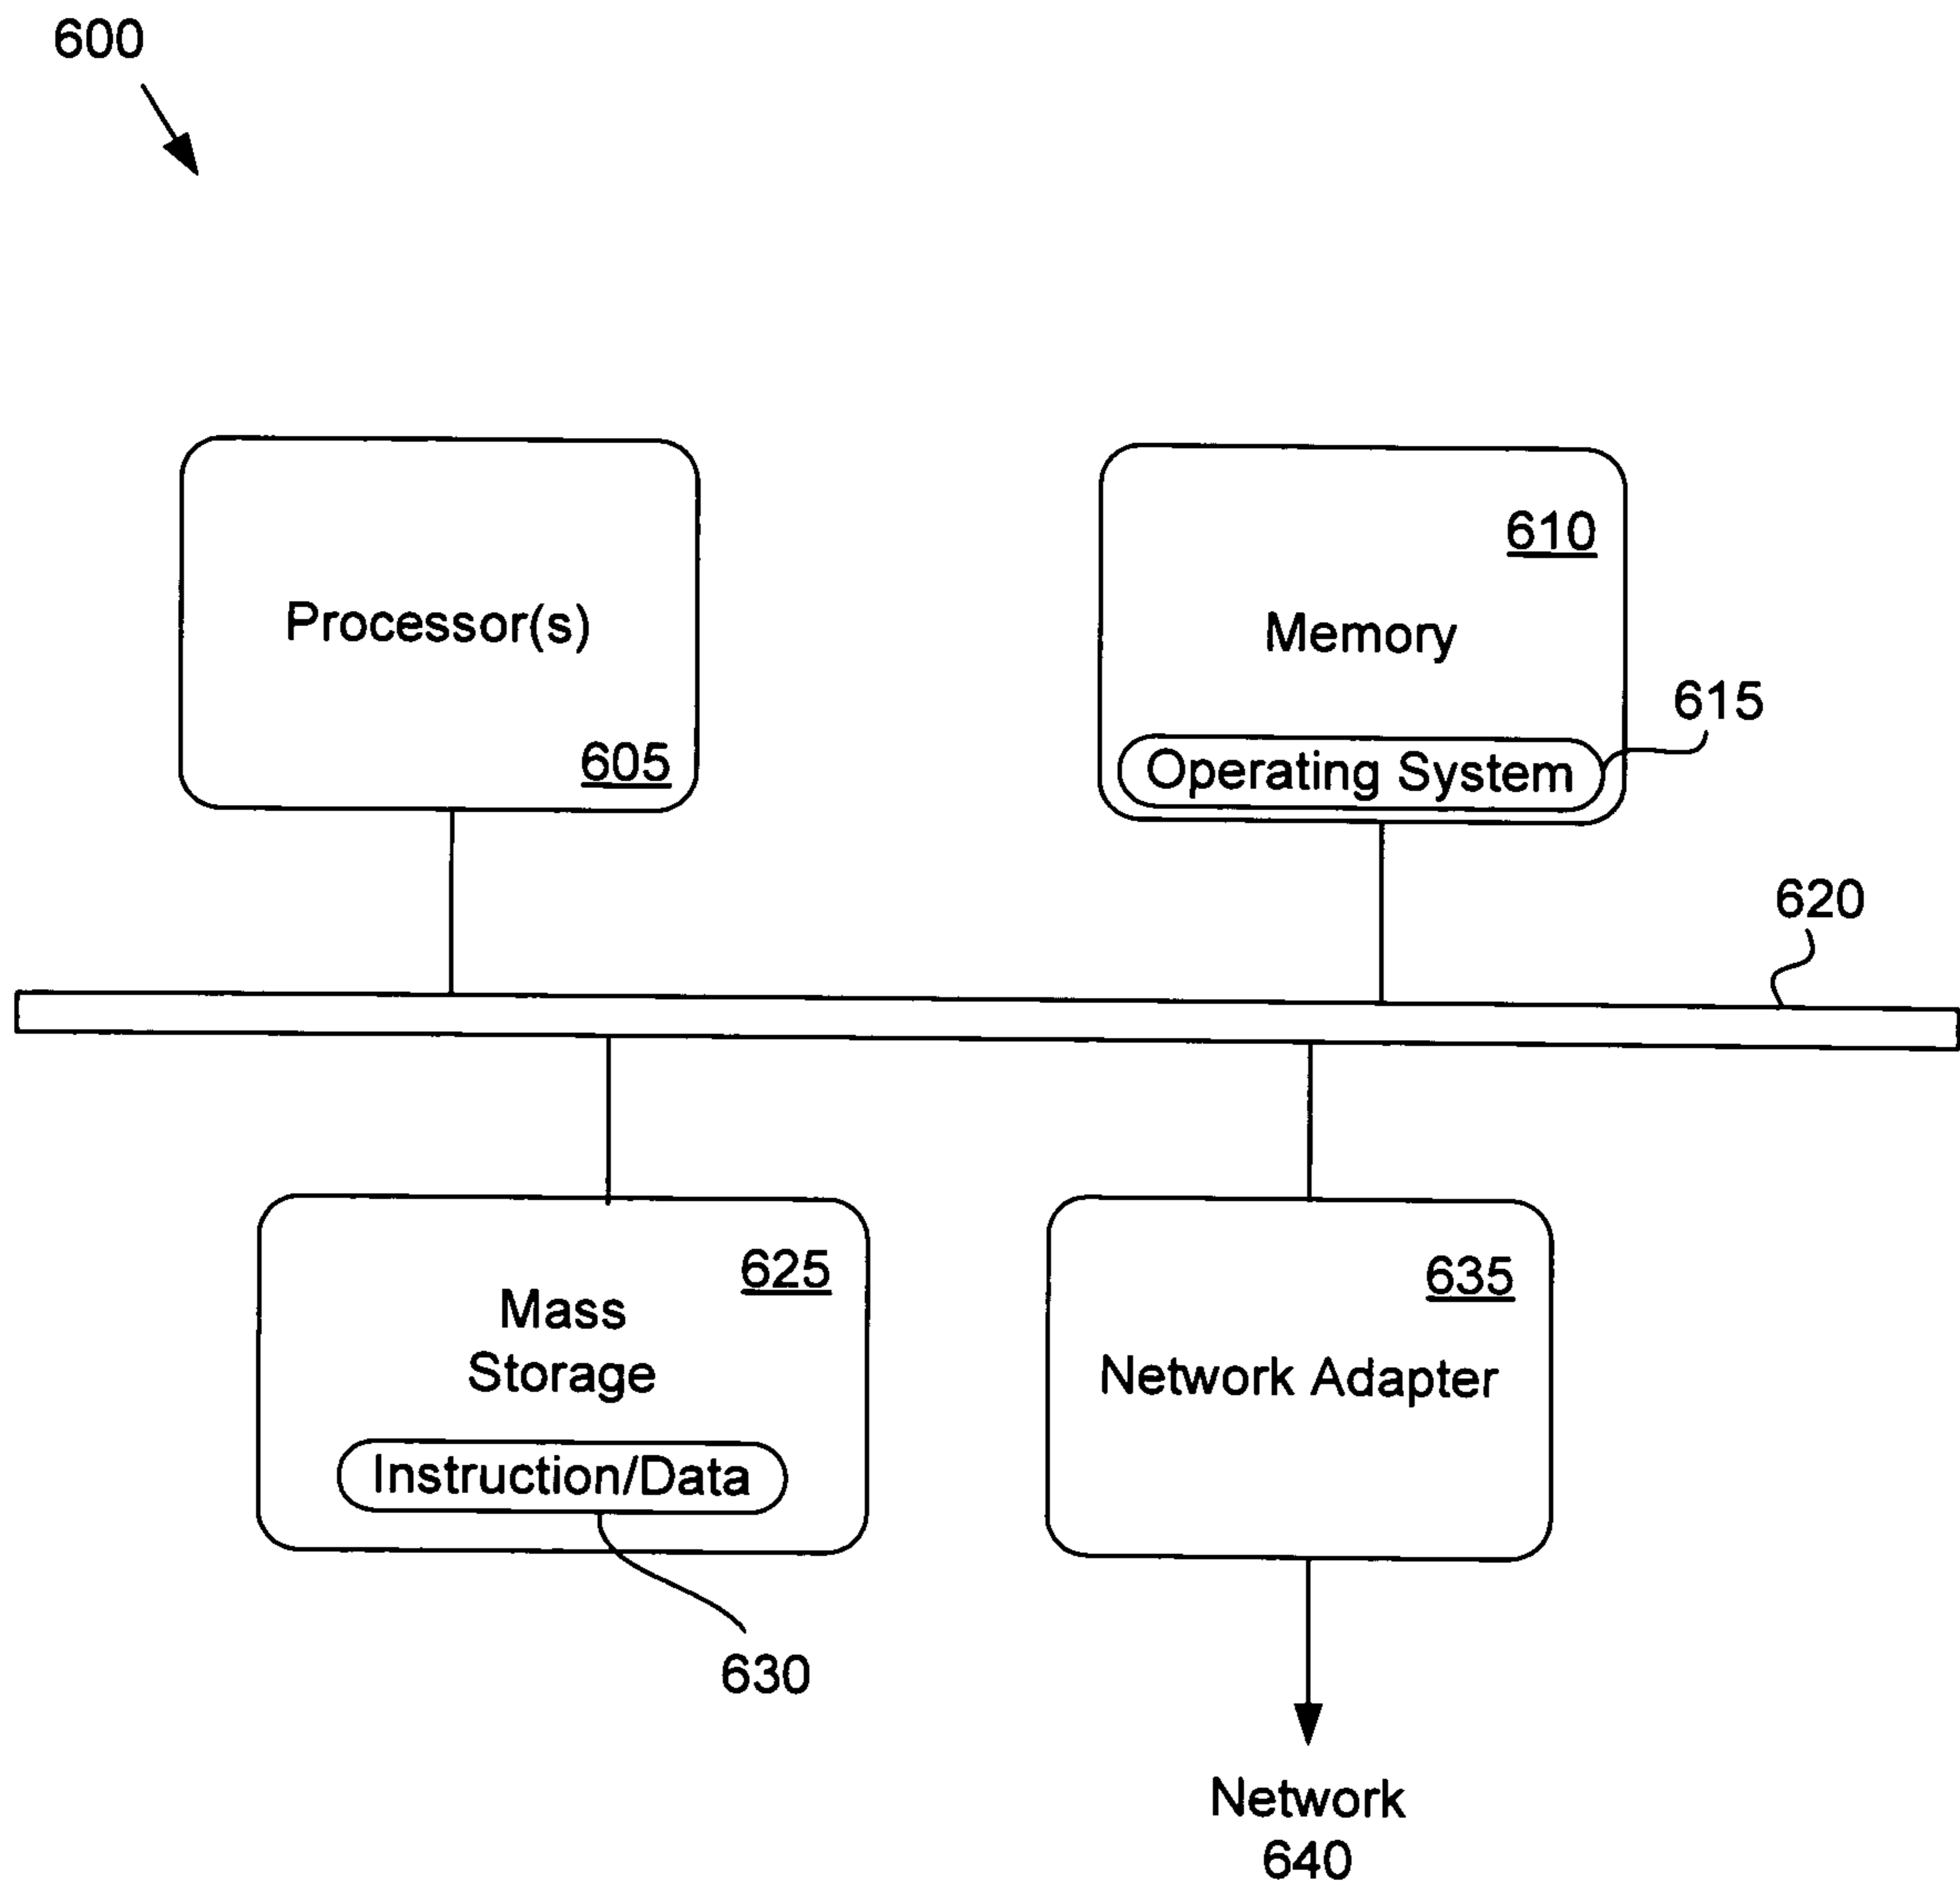 600
Processor(s)
605
610
Memory
615
Operating System
620
625
Mass
Storage
Instruction/Data
630
635
Network Adapter
Network
640